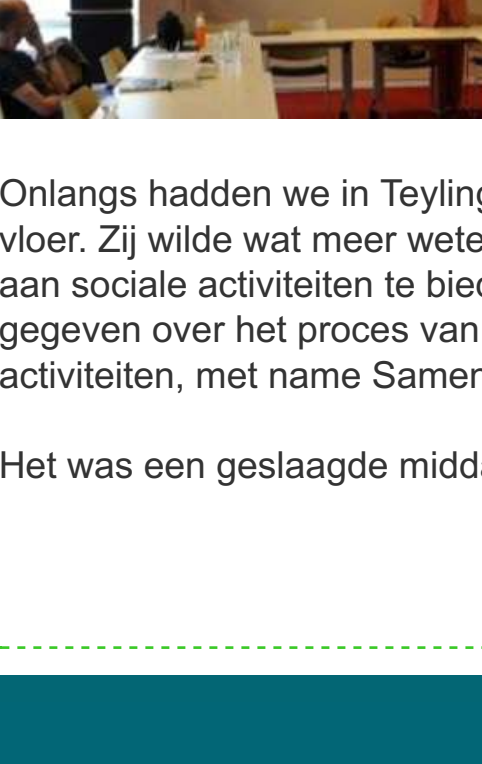 Onlangs hadden we in Teyling
vloer. Zij wilde wat meer wete
aan sociale activiteiten te bied
gegeven over het proces van
activiteiten, met name Samen
Het was een geslaagde midda